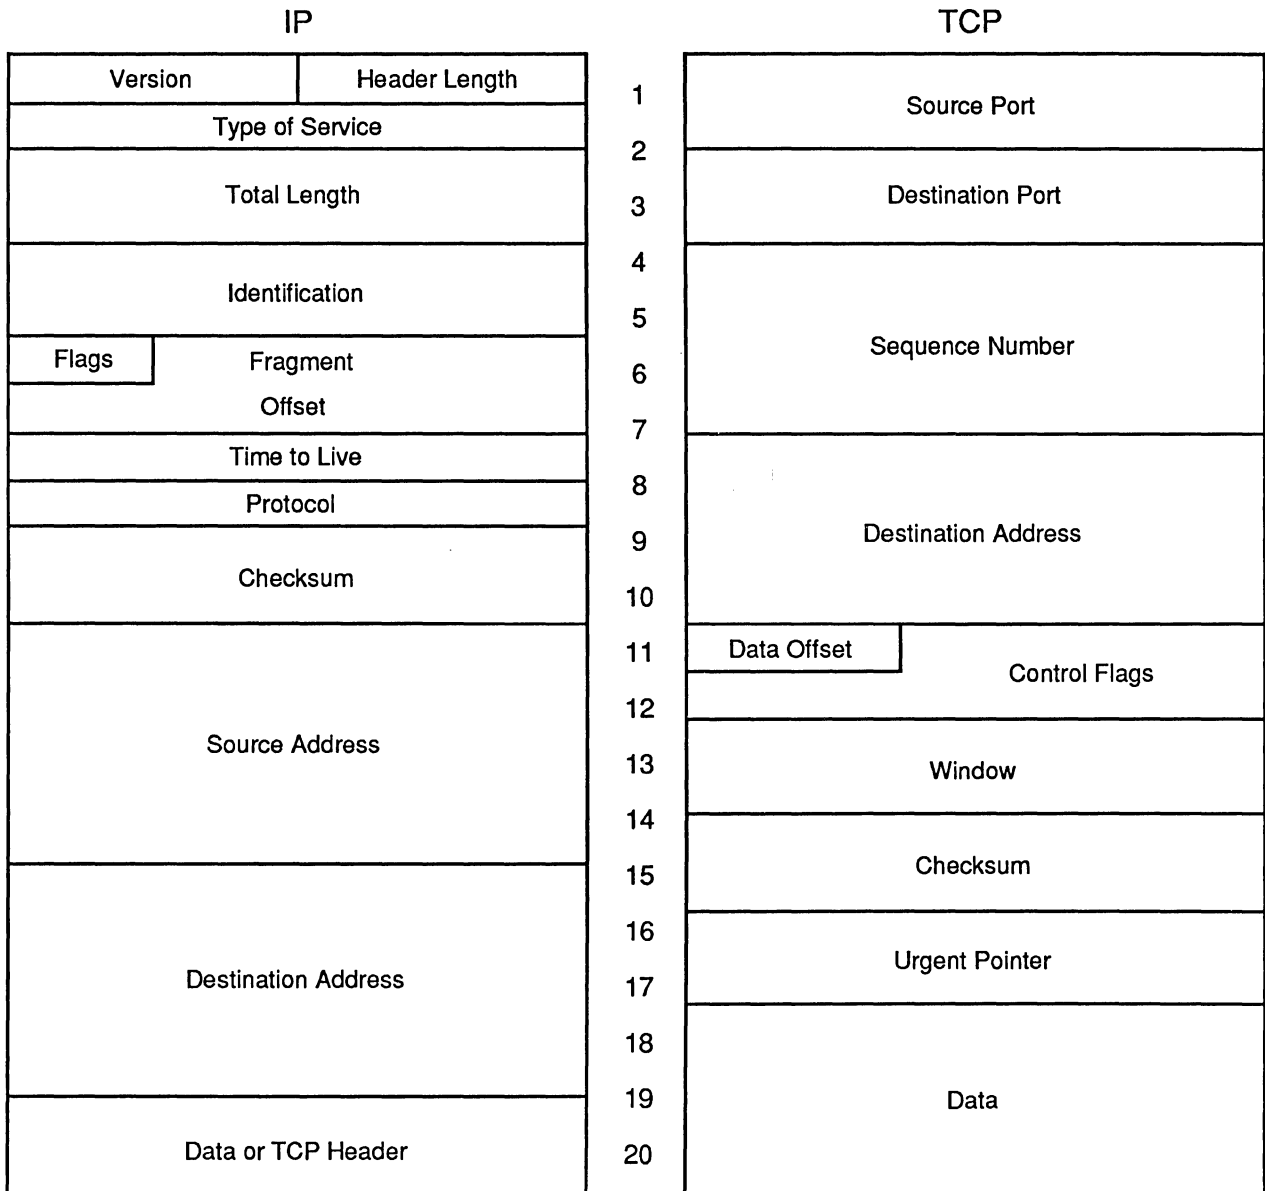 IP
Version
Header Length
Type of Service
Total Length
Identification
Flags
Fragment
Offset
Time to Live
Protocol
Checksum
Source Address
Destination Address
Data or TCP Header
1
2
3
4
5
6
7
8
9
10
11
12
13
14
15
16
17
18
19
20
TCP
Source Port
Destination Port
Sequence Number
Destination Address
Data Offset
Control Flags
Window
Checksum
Urgent Pointer
Data